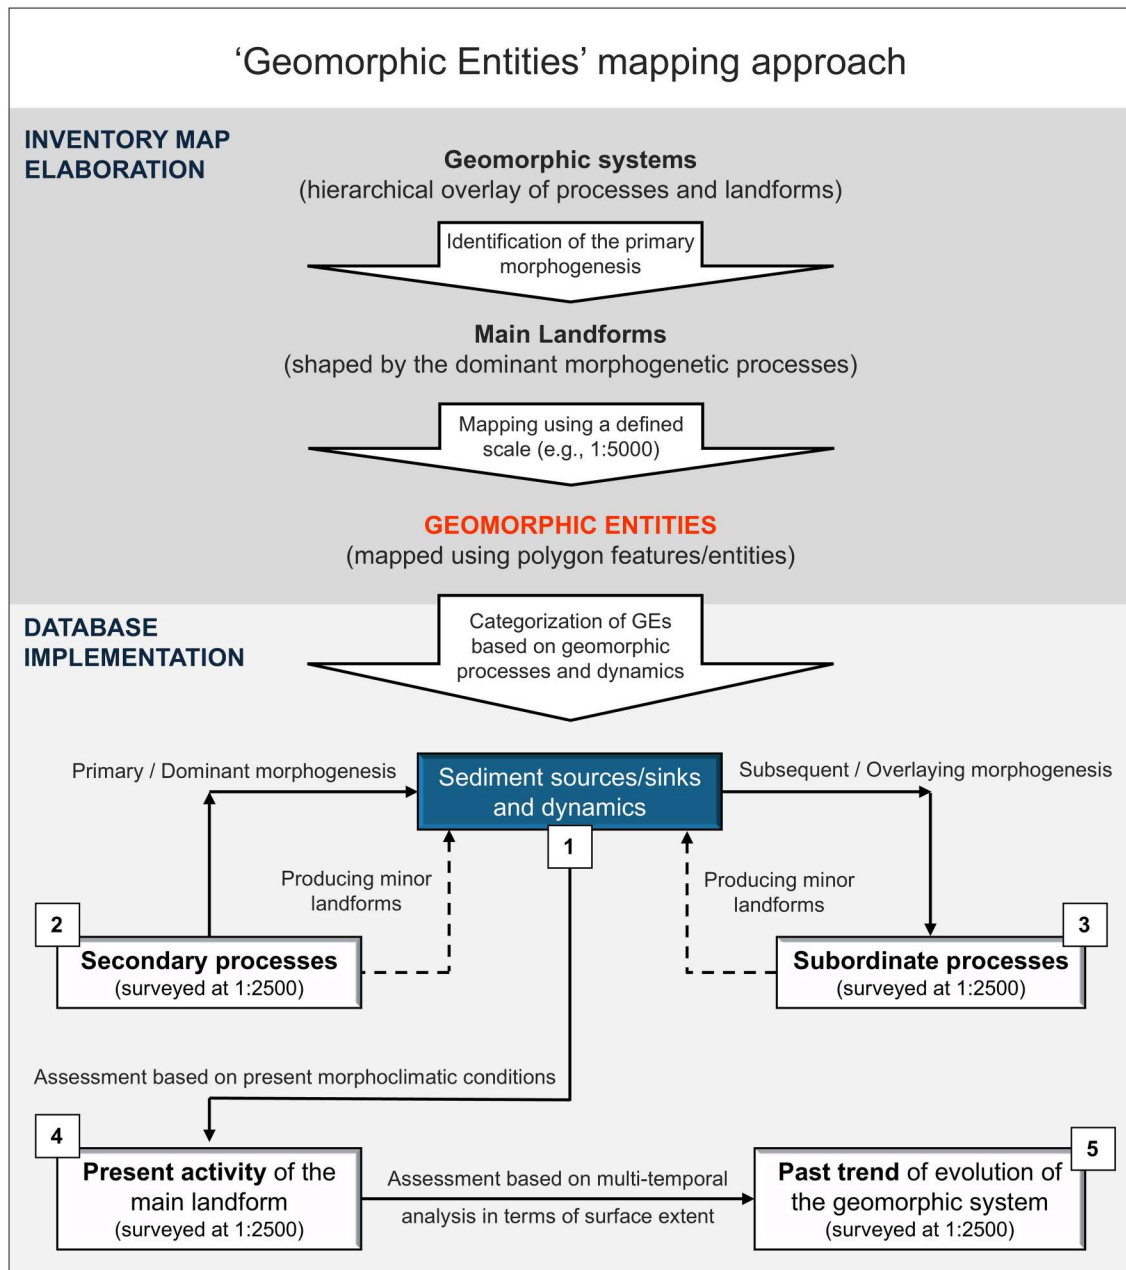 ‘Geomorphic Entities’ mapping approach
INVENTORY MAP
ELABORATION
Geomorphic systems
(hierarchical overlay of processes and landforms)
Identification of the primary
morphogenesis
Main Landforms
(shaped by the dominant morphogenetic processes)
Mapping using a defined
scale (e.g., 1:5000)
GEOMORPHIC ENTITIES
(mapped using polygon features/entities)
DATABASE
IMPLEMENTATION
Categorization of GEs
based on geomorphic
processes and dynamics
Primary / Dominant morphogenesis
Sediment sources/sinks
and dynamics
1
Subsequent / Overlaying morphogenesis
Producing minor
landforms
Producing minor
landforms
2
Secondary processes
(surveyed at 1:2500)
3
Subordinate processes
(surveyed at 1:2500)
Assessment based on present morphoclimatic conditions
4
Present activity of the
main landform
(surveyed at 1:2500)
Assessment based on multi-temporal
analysis in terms of surface extent
5
Past trend of evolution of
the geomorphic system
(surveyed at 1:2500)